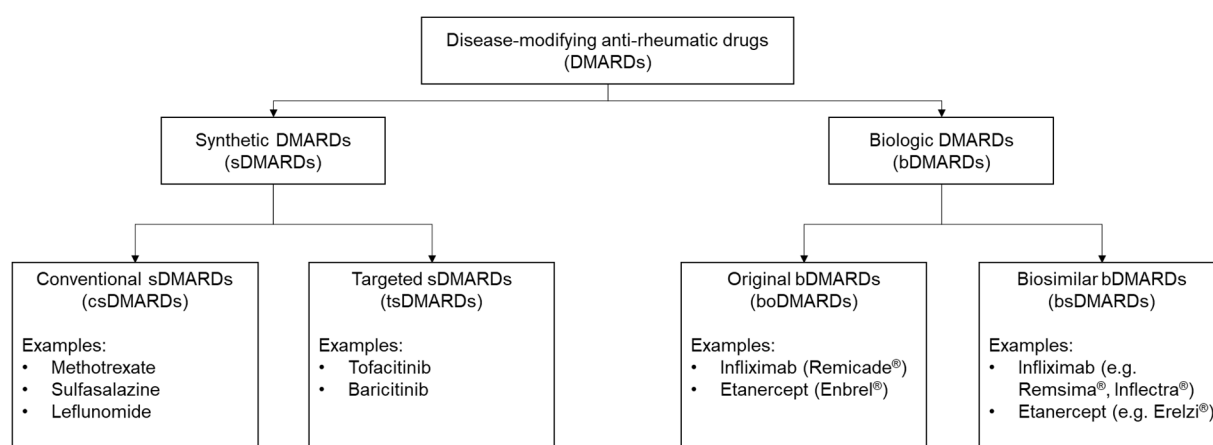 Disease-modifying anti-rheumatic drugs
(DMARDs)
Synthetic DMARDs
(sDMARDs)
Biologic DMARDs
(bDMARDs)
Conventional sDMARDs
(csDMARDs)
Examples:
• Methotrexate
• Sulfasalazine
• Leflunomide
Targeted sDMARDs
(tsDMARDs)
Examples:
• Tofacitinib
• Baricitinib
Original bDMARDs
(boDMARDs)
Examples:
• Infliximab (Remicade®)
• Etanercept (Enbrel®)
Biosimilar bDMARDs
(bsDMARDs)
Examples:
• Infliximab (e.g.
Remsima®, Inflectra®)
• Etanercept (e.g. Erelzi®)